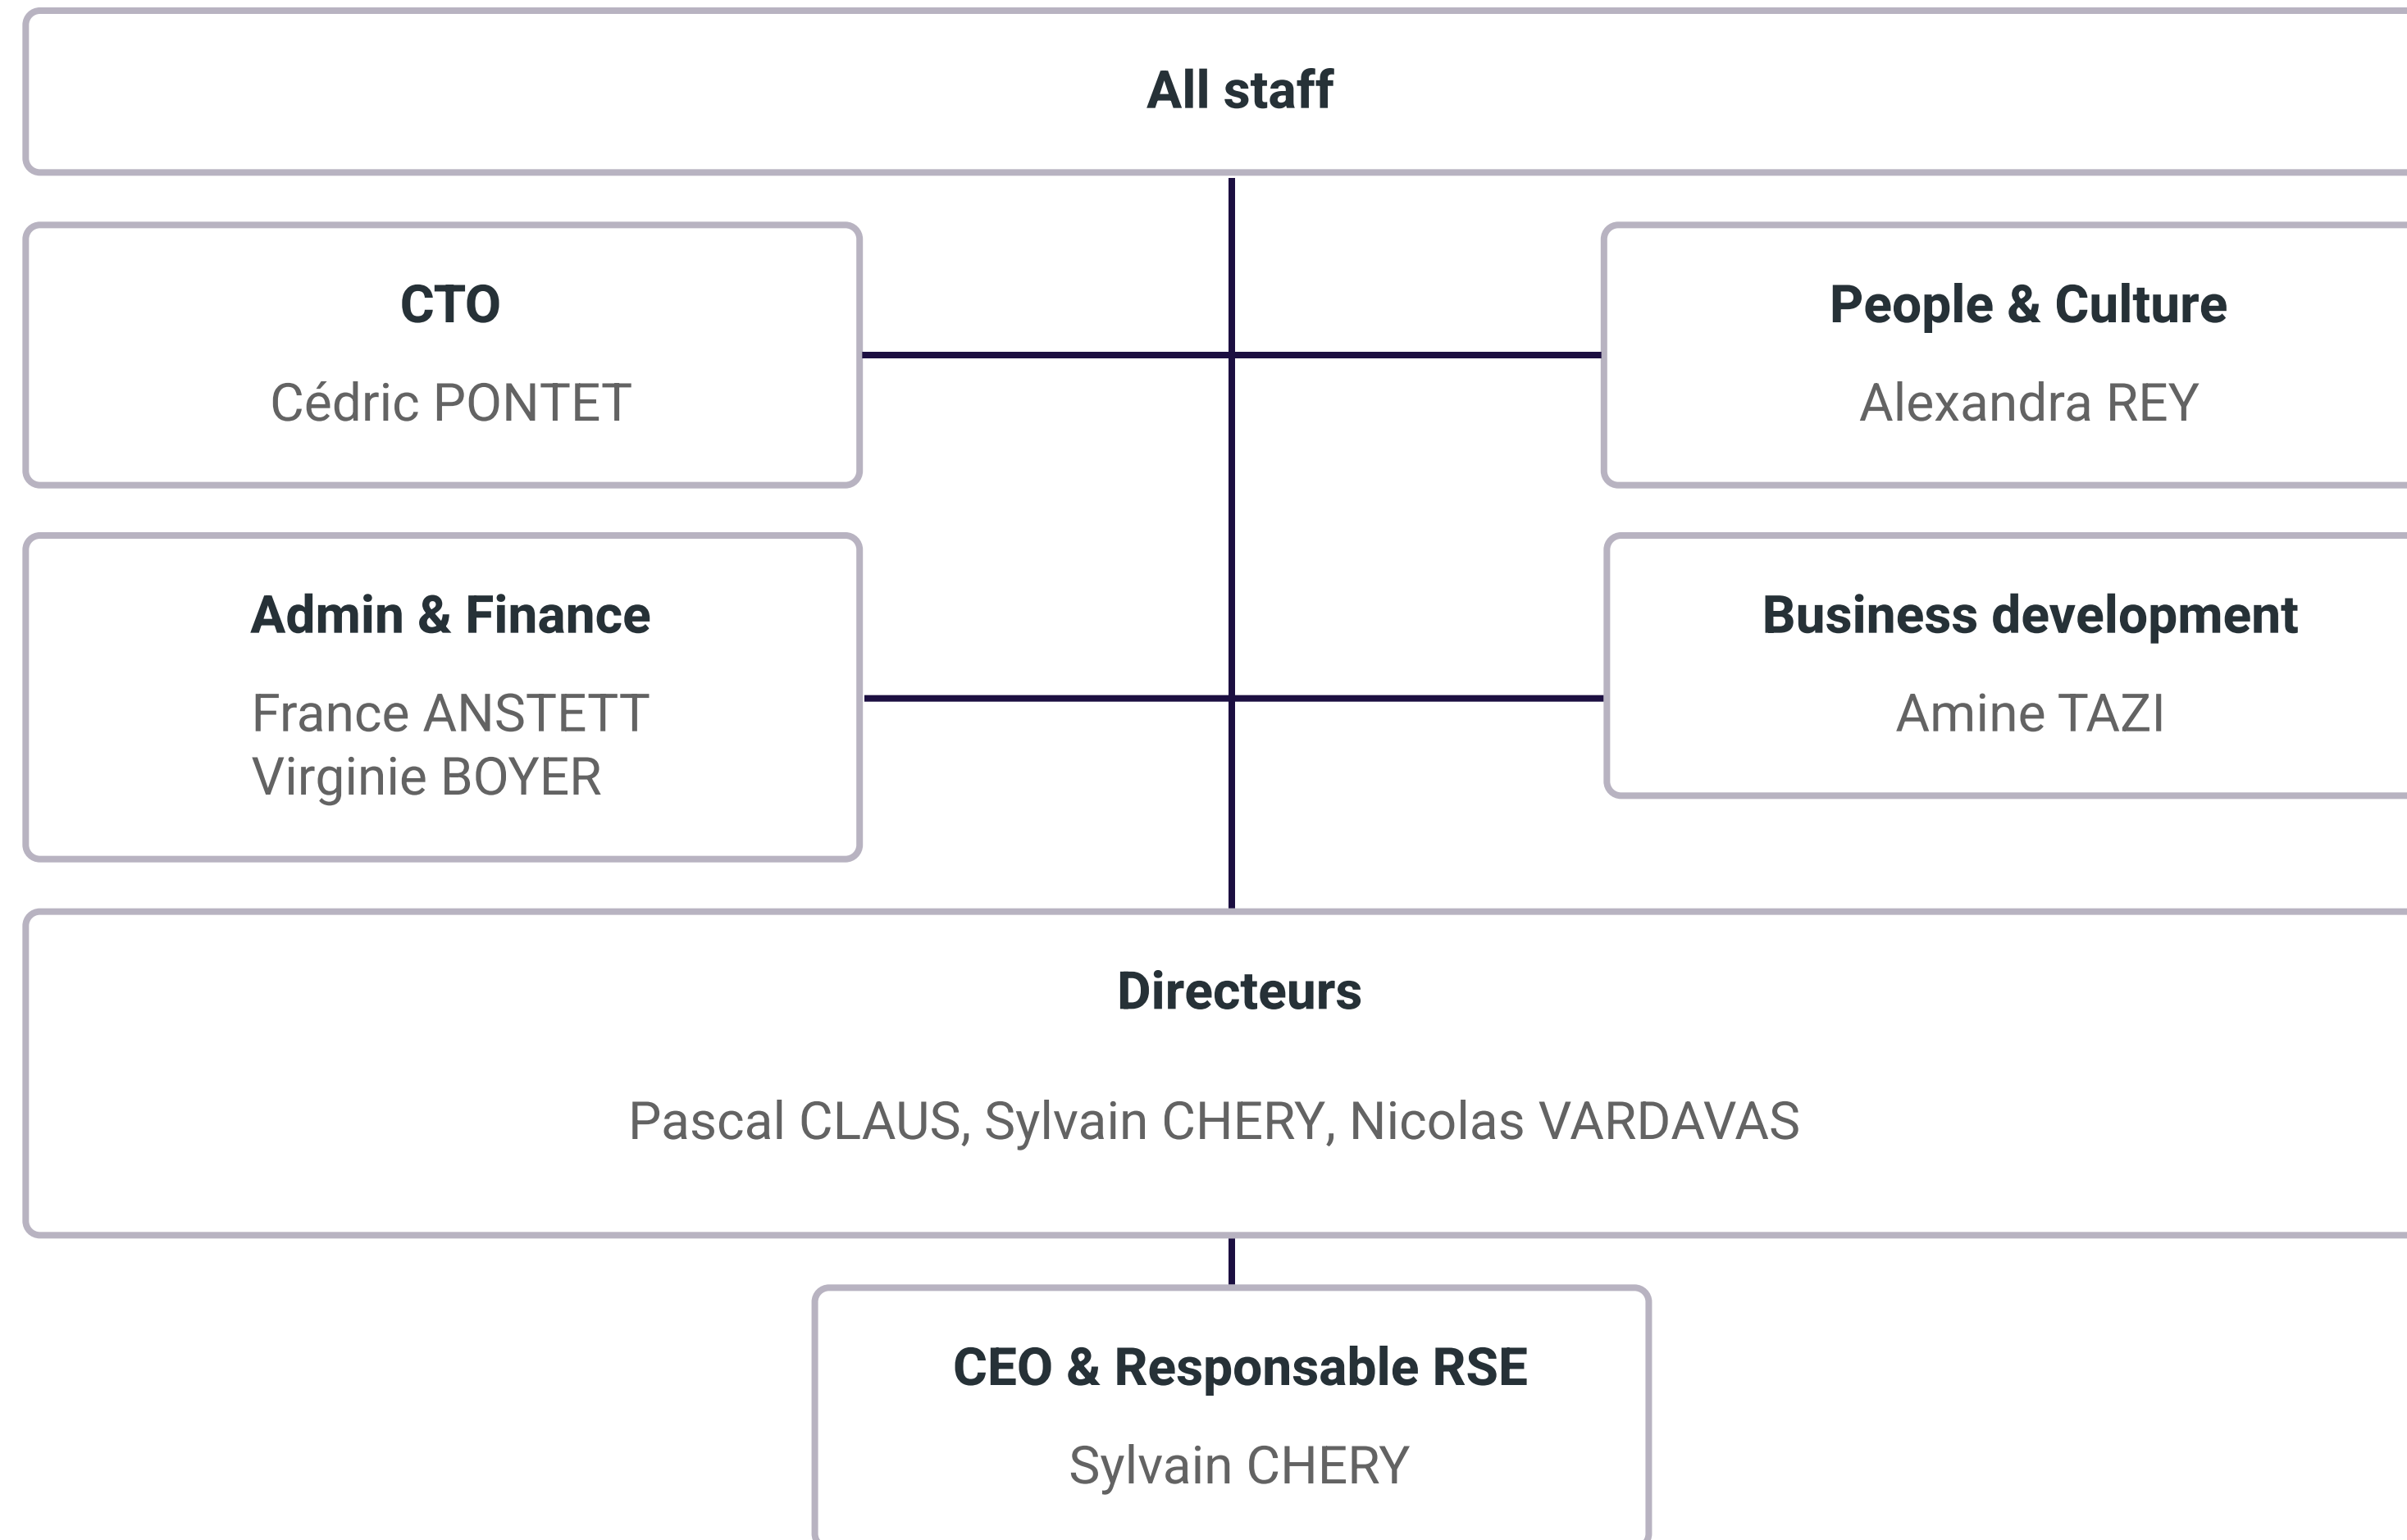 All staff
CTO
Cédric PONTET
People & Culture
Alexandra REY
Admin & Finance
France ANSTETT
Virginie BOYER
Business development
Amine TAZI
Directeurs
Pascal CLAUS, Sylvain CHERY, Nicolas VARDAVAS
CEO & Responsable RSE
Sylvain CHERY